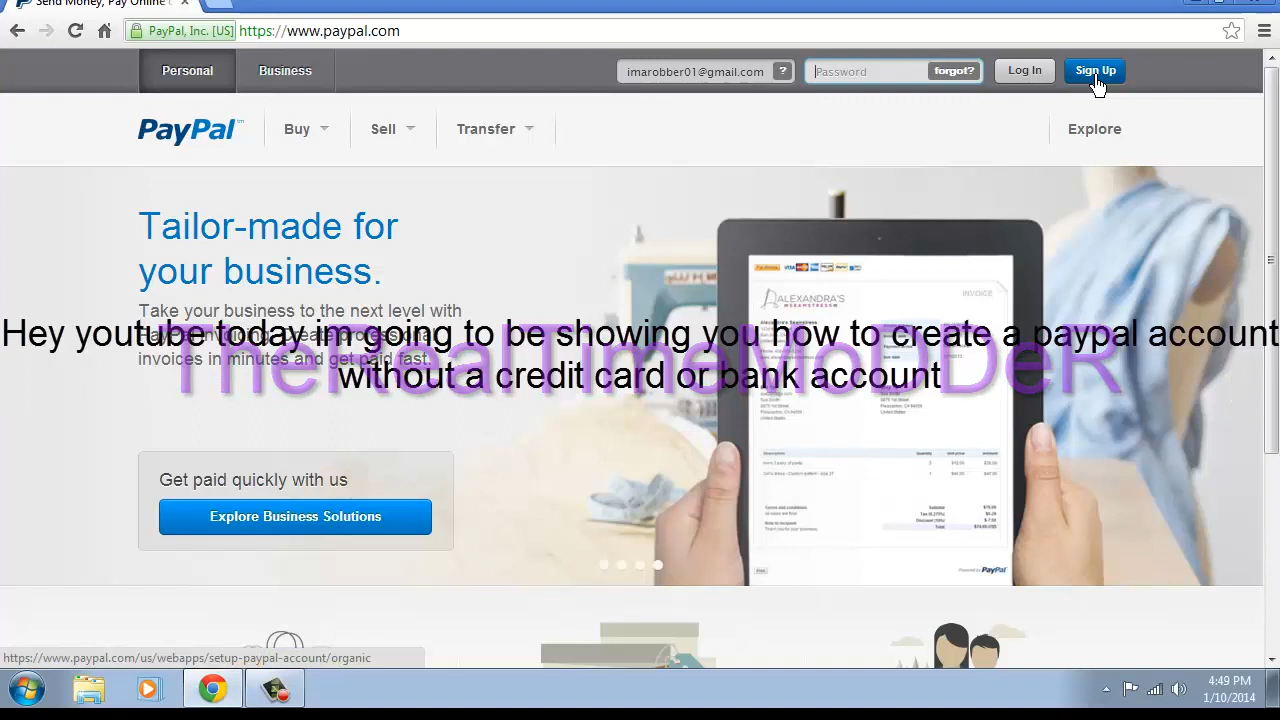 Send Money, Pay Online
PayPal, Inc. [US]
https://www.paypal.com
Personal
Business
imarobber01@gmail.com
?
Password
forgot?
Log In
Sign Up
PayPal
Buy
Sell
Transfer
Explore
Tailor-made for
your business.
Take your business to the next level with
invoices in minutes and get paid fast.
Hey youtube today im going to be showing you how to create a paypal account
without a credit card or bank account
TheRealTimeMoDDeR
ALEXANDRA'S
INVOICE
Get paid quickly with us
Explore Business Solutions
PayPal
https://www.paypal.com/us/webapps/setup-paypal-account/organic
4:49 PM
1/10/2014